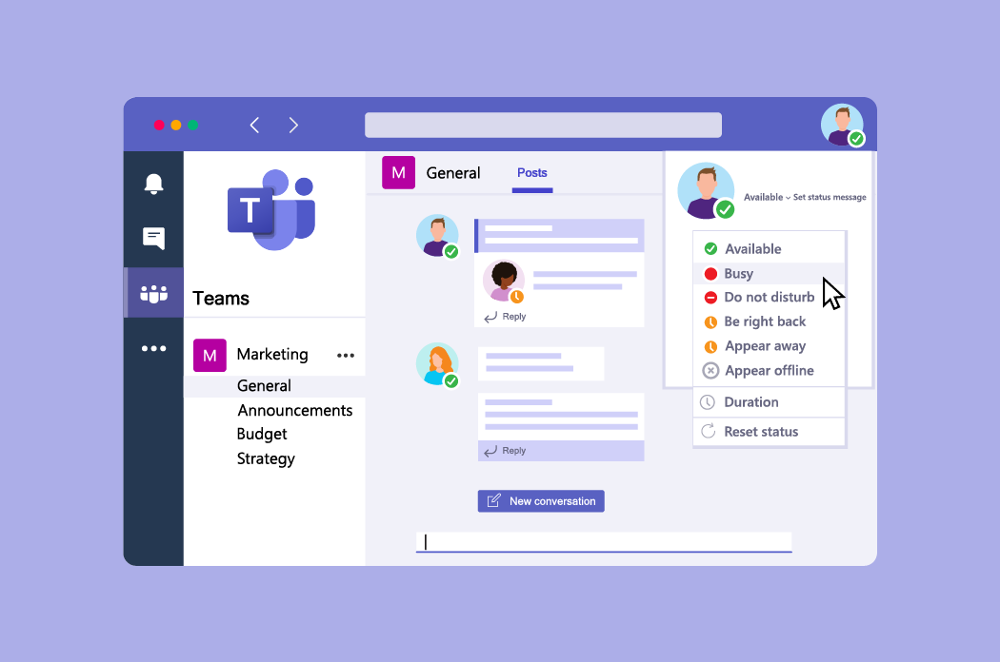 T
Teams
M Marketing
General
Announcements
Budget
Strategy
M General Posts
Reply
Reply
New conversation
Available Set status message
Available
Busy
Do not disturb
Be right back
Appear away
Appear offline
Duration
Reset status